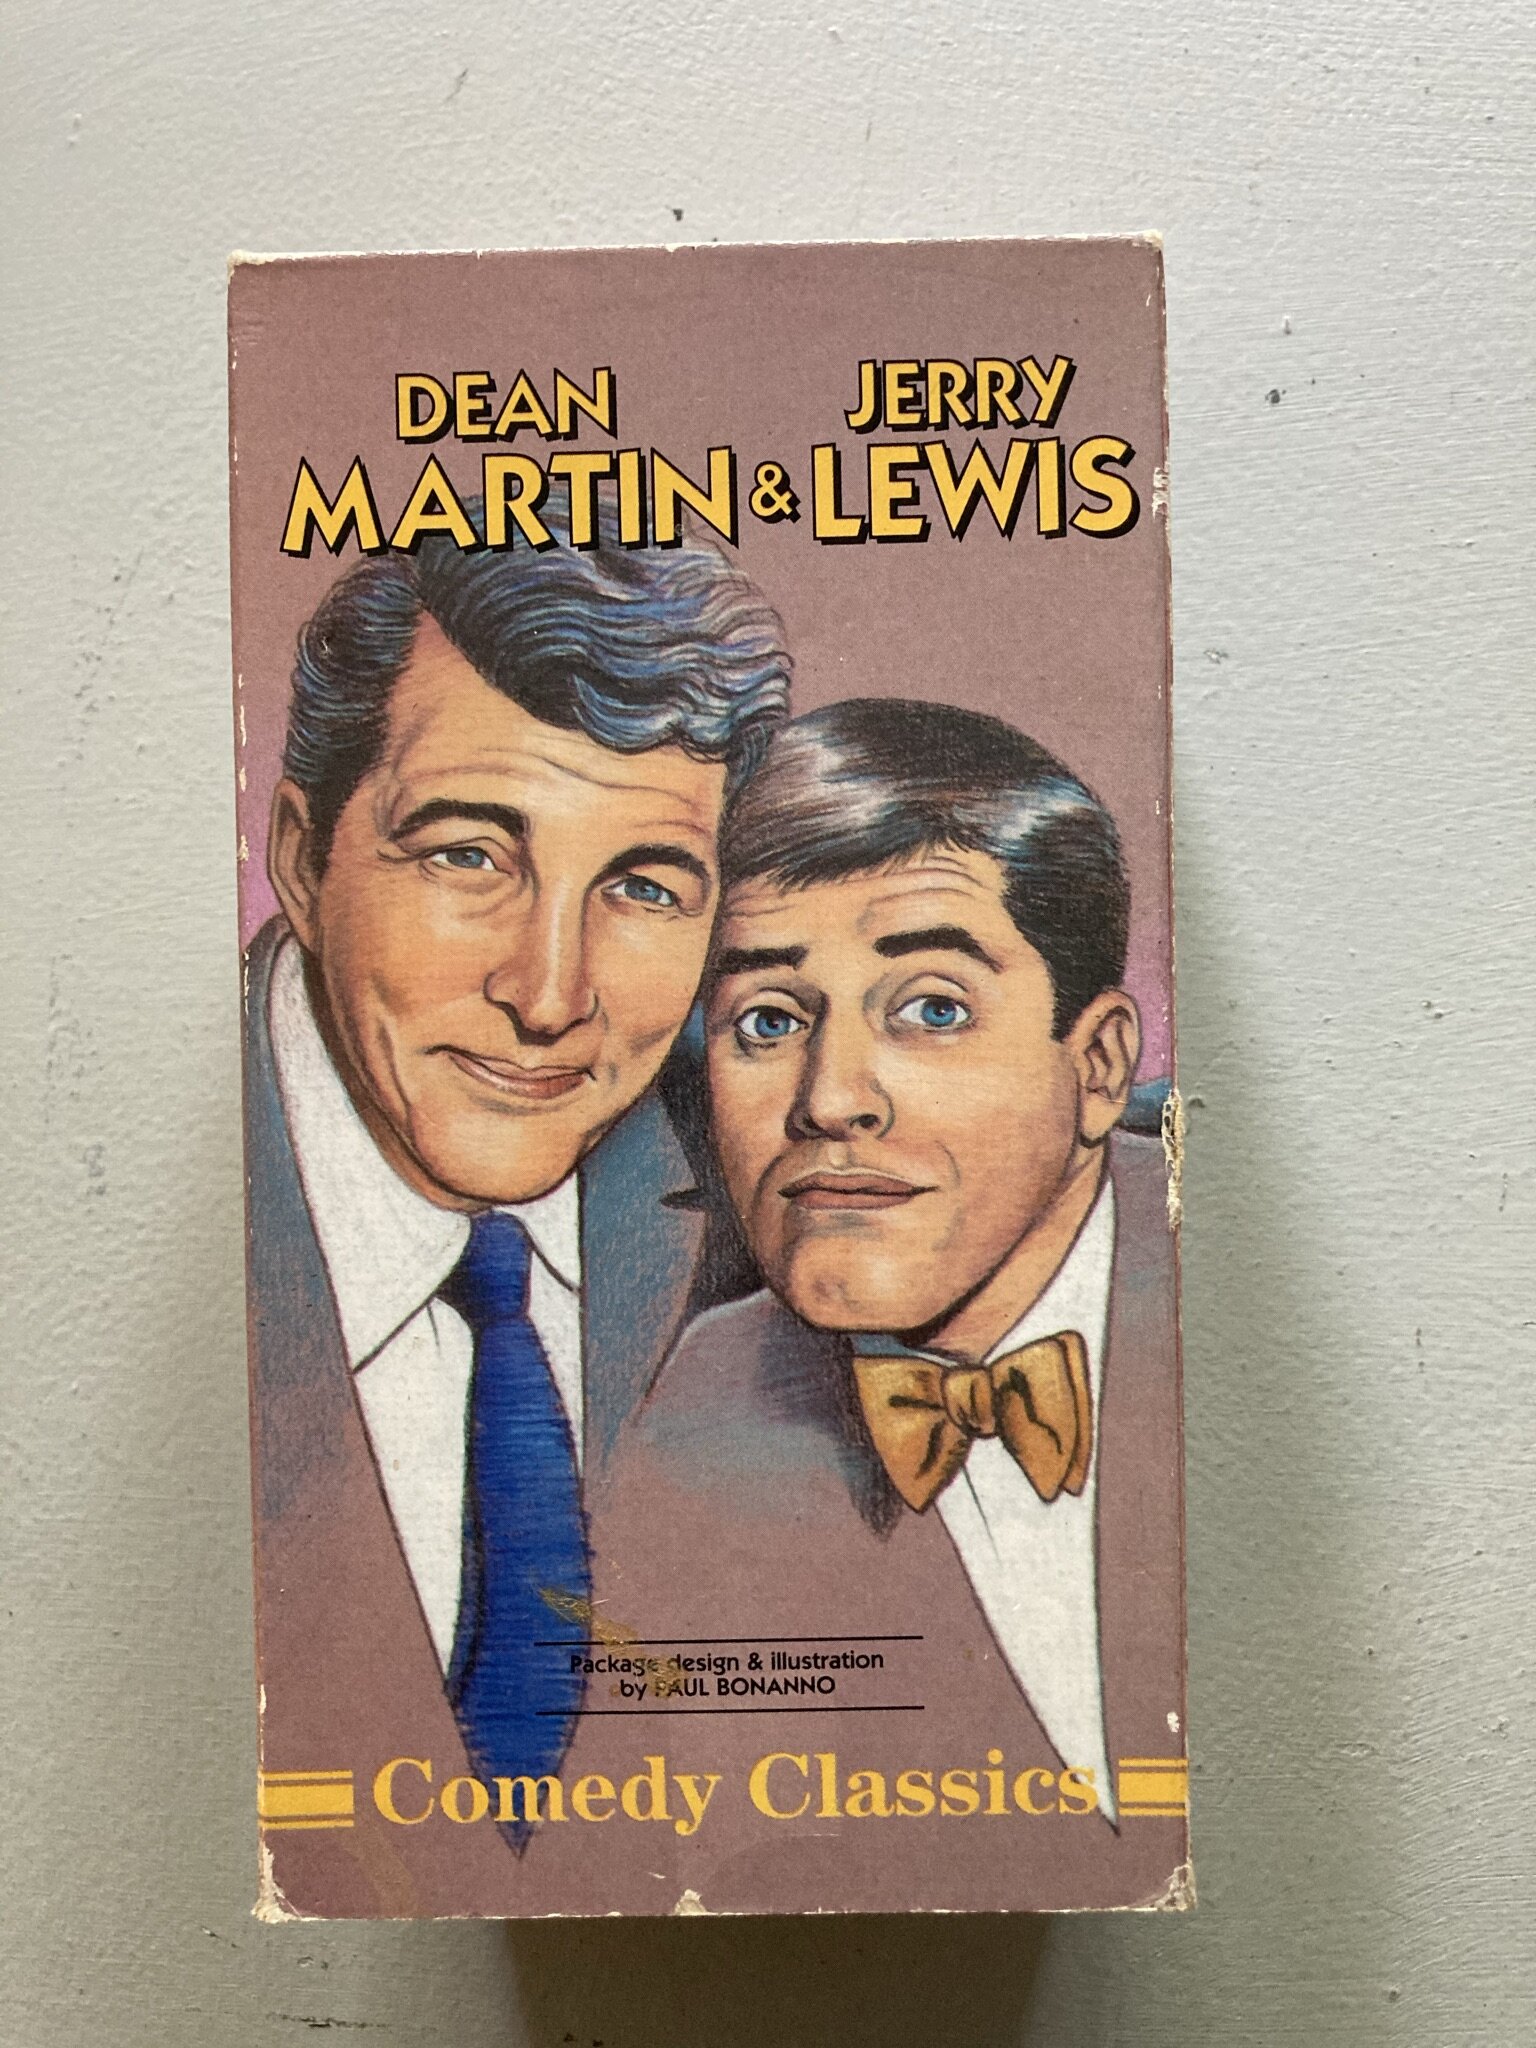 DEAN JERRY
MARTIN & LEWIS
Package design & illustration
by PAUL BONANNO
Comedy Classics